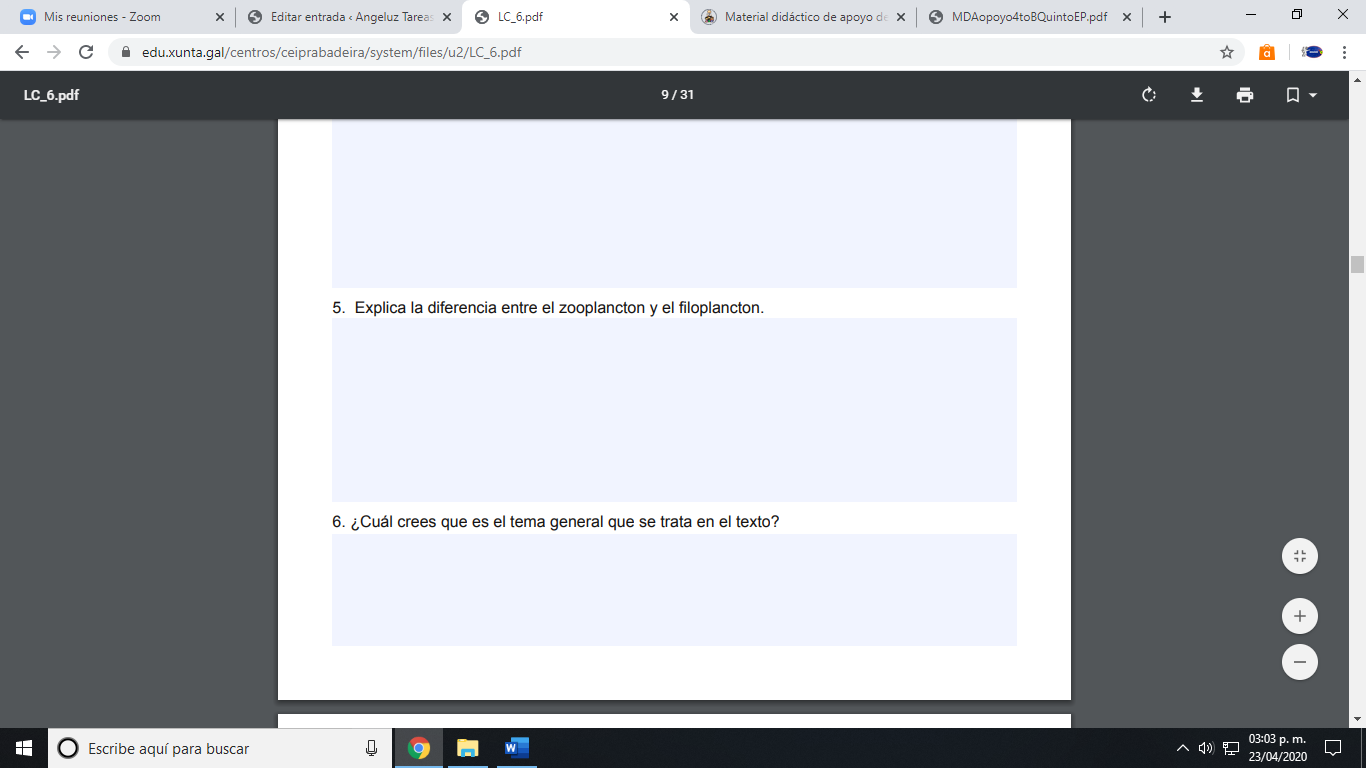 Mis reuniones - Zoom
Editar entrada ‹ Angeluz Tareas
LC_6.pdf
Material didáctico de apoyo de
MDAopoyo4toBQuintoEP.pdf
edu.xunta.gal/centros/ceiprabadeira/system/files/u2/LC_6.pdf
LC_6.pdf
9 / 31
5. Explica la diferencia entre el zooplancton y el filoplancton.
6. ¿Cuál crees que es el tema general que se trata en el texto?
Escribe aquí para buscar
03:03 p. m.
23/04/2020